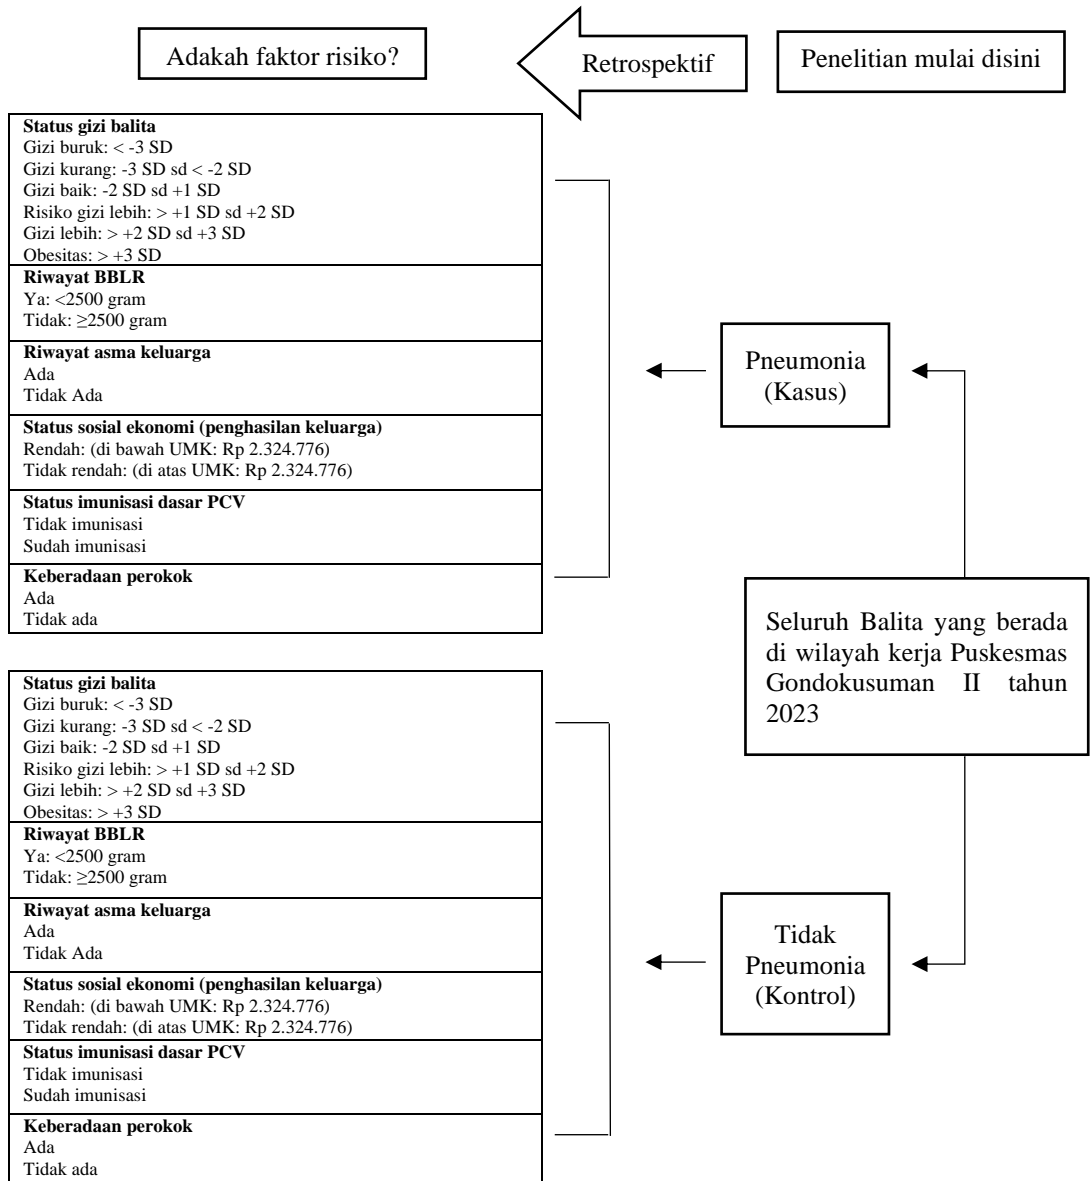 Adakah faktor risiko?
Retrospektif
Penelitian mulai disini
Status gizi balita
Gizi buruk: < -3 SD
Gizi kurang: -3 SD sd < -2 SD
Gizi baik: -2 SD sd +1 SD
Risiko gizi lebih: > +1 SD sd +2 SD
Gizi lebih: > +2 SD sd +3 SD
Obesitas: > +3 SD
Riwayat BBLR
Ya: <2500 gram
Tidak: ≥2500 gram
Riwayat asma keluarga
Ada
Tidak Ada
Status sosial ekonomi (penghasilan keluarga)
Rendah: (di bawah UMK: Rp 2.324.776)
Tidak rendah: (di atas UMK: Rp 2.324.776)
Status imunisasi dasar PCV
Tidak imunisasi
Sudah imunisasi
Keberadaan perokok
Ada
Tidak ada
Pneumonia
(Kasus)
Seluruh Balita yang berada
di wilayah kerja Puskesmas
Gondokusuman II tahun
2023
Status gizi balita
Gizi buruk: < -3 SD
Gizi kurang: -3 SD sd < -2 SD
Gizi baik: -2 SD sd +1 SD
Risiko gizi lebih: > +1 SD sd +2 SD
Gizi lebih: > +2 SD sd +3 SD
Obesitas: > +3 SD
Riwayat BBLR
Ya: <2500 gram
Tidak: ≥2500 gram
Riwayat asma keluarga
Ada
Tidak Ada
Status sosial ekonomi (penghasilan keluarga)
Rendah: (di bawah UMK: Rp 2.324.776)
Tidak rendah: (di atas UMK: Rp 2.324.776)
Status imunisasi dasar PCV
Tidak imunisasi
Sudah imunisasi
Keberadaan perokok
Ada
Tidak ada
Tidak
Pneumonia
(Kontrol)